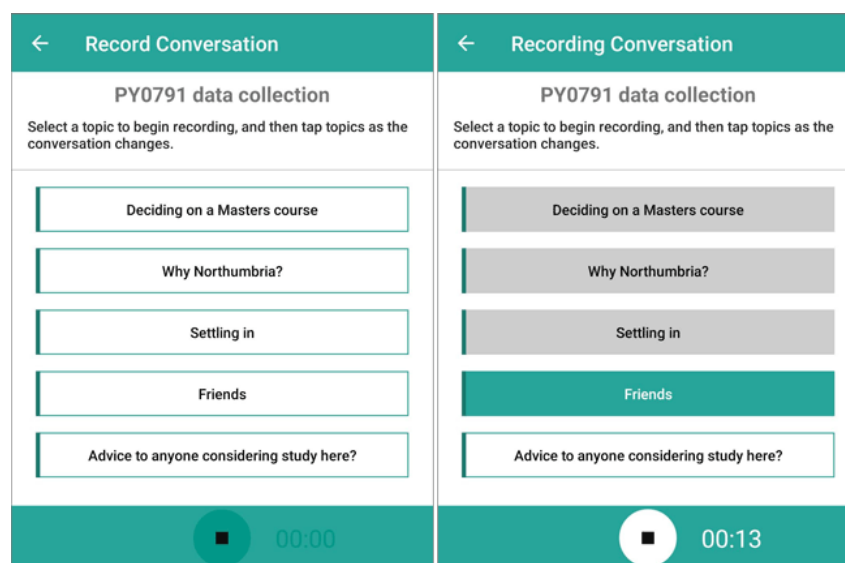 Record Conversation
PY0791 data collection
Select a topic to begin recording, and then tap topics as the
conversation changes.
Deciding on a Masters course
Why Northumbria?
Settling in
Friends
Advice to anyone considering study here?
00:00
Recording Conversation
PY0791 data collection
Select a topic to begin recording, and then tap topics as the
conversation changes.
Deciding on a Masters course
Why Northumbria?
Settling in
Friends
Advice to anyone considering study here?
00:13